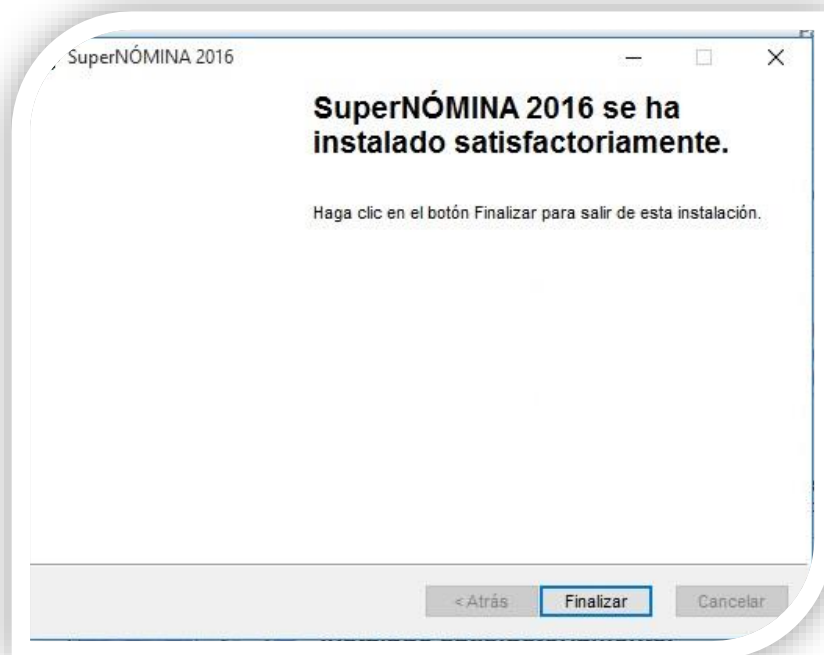 SuperNÓMINA 2016
SuperNÓMINA 2016 se ha
instalado satisfactoriamente.
Haga clic en el botón Finalizar para salir de esta instalación.
< Atrás
Finalizar
Cancelar